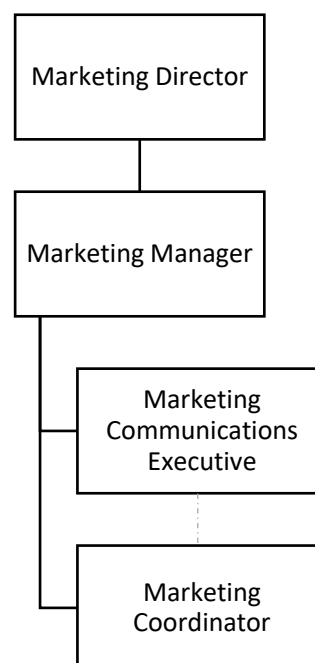 Marketing Director
Marketing Manager
Marketing
Communications
Executive
Marketing
Coordinator